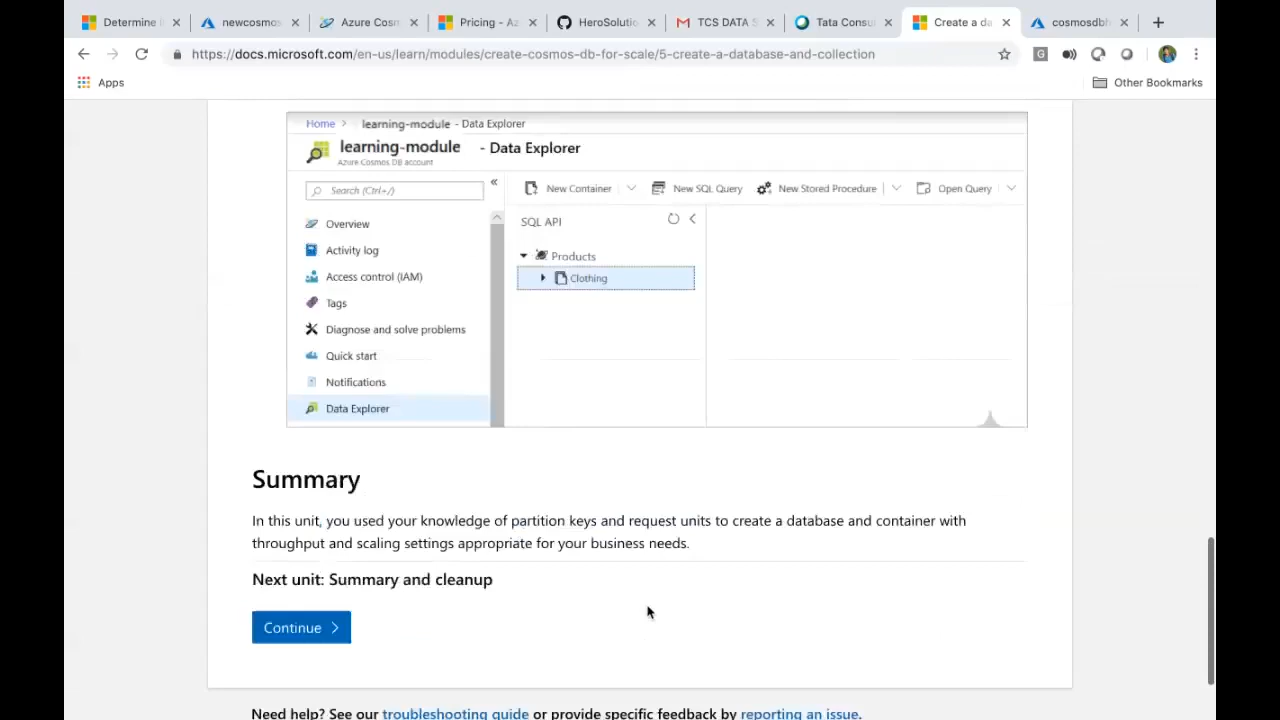 Determine
newcosmos
Azure Cosm
Pricing - Az
HeroSolutio
TCS DATA S
Tata Consul
Create a da
cosmosdbh
https://docs.microsoft.com/en-us/learn/modules/create-cosmos-db-for-scale/5-create-a-database-and-collection
Apps
Other Bookmarks
Home > learning-module - Data Explorer
learning-module - Data Explorer
Azure Cosmos DB account
Search (Ctrl+/)
«
New Container
New SQL Query
New Stored Procedure
Open Query
SQL API
Overview
Activity log
Access control (IAM)
Tags
Diagnose and solve problems
Quick start
Notifications
Data Explorer
Products
Clothing
Summary
In this unit, you used your knowledge of partition keys and request units to create a database and container with
throughput and scaling settings appropriate for your business needs.
Next unit: Summary and cleanup
Continue >
Need help? See our troubleshooting guide or provide specific feedback by reporting an issue.